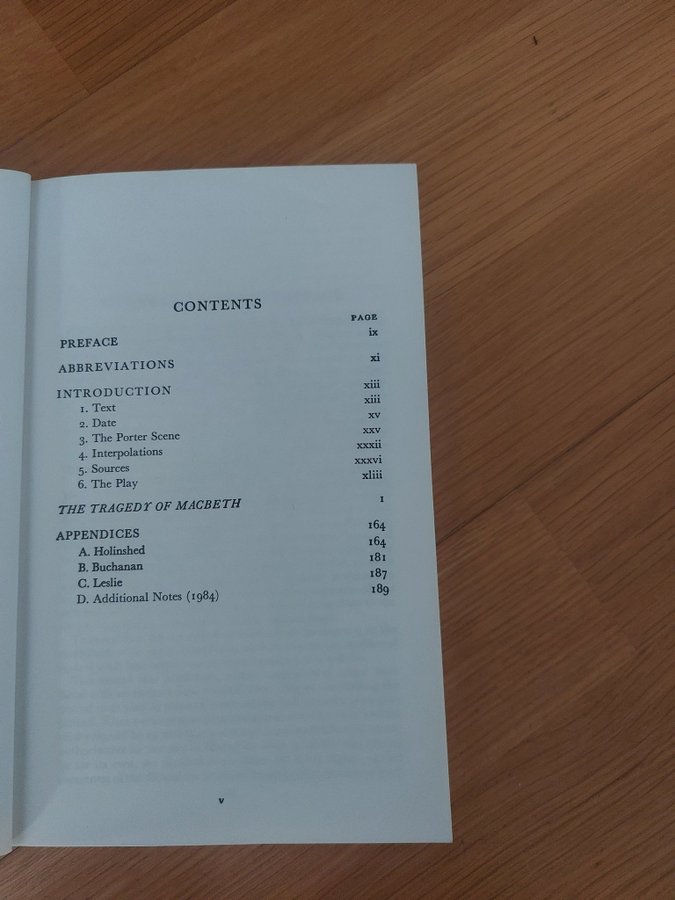 CONTENTS
PAGE
PREFACE ix
ABBREVIATIONS xi
INTRODUCTION xiii
1. Text xiii
2. Date xv
3. The Porter Scene xxv
4. Interpolations xxxii
5. Sources xxxvi
6. The Play xliii
THE TRAGEDY OF MACBETH 1
APPENDICES 164
A. Holinshed 164
B. Buchanan 181
C. Leslie 187
D. Additional Notes (1984) 189
v